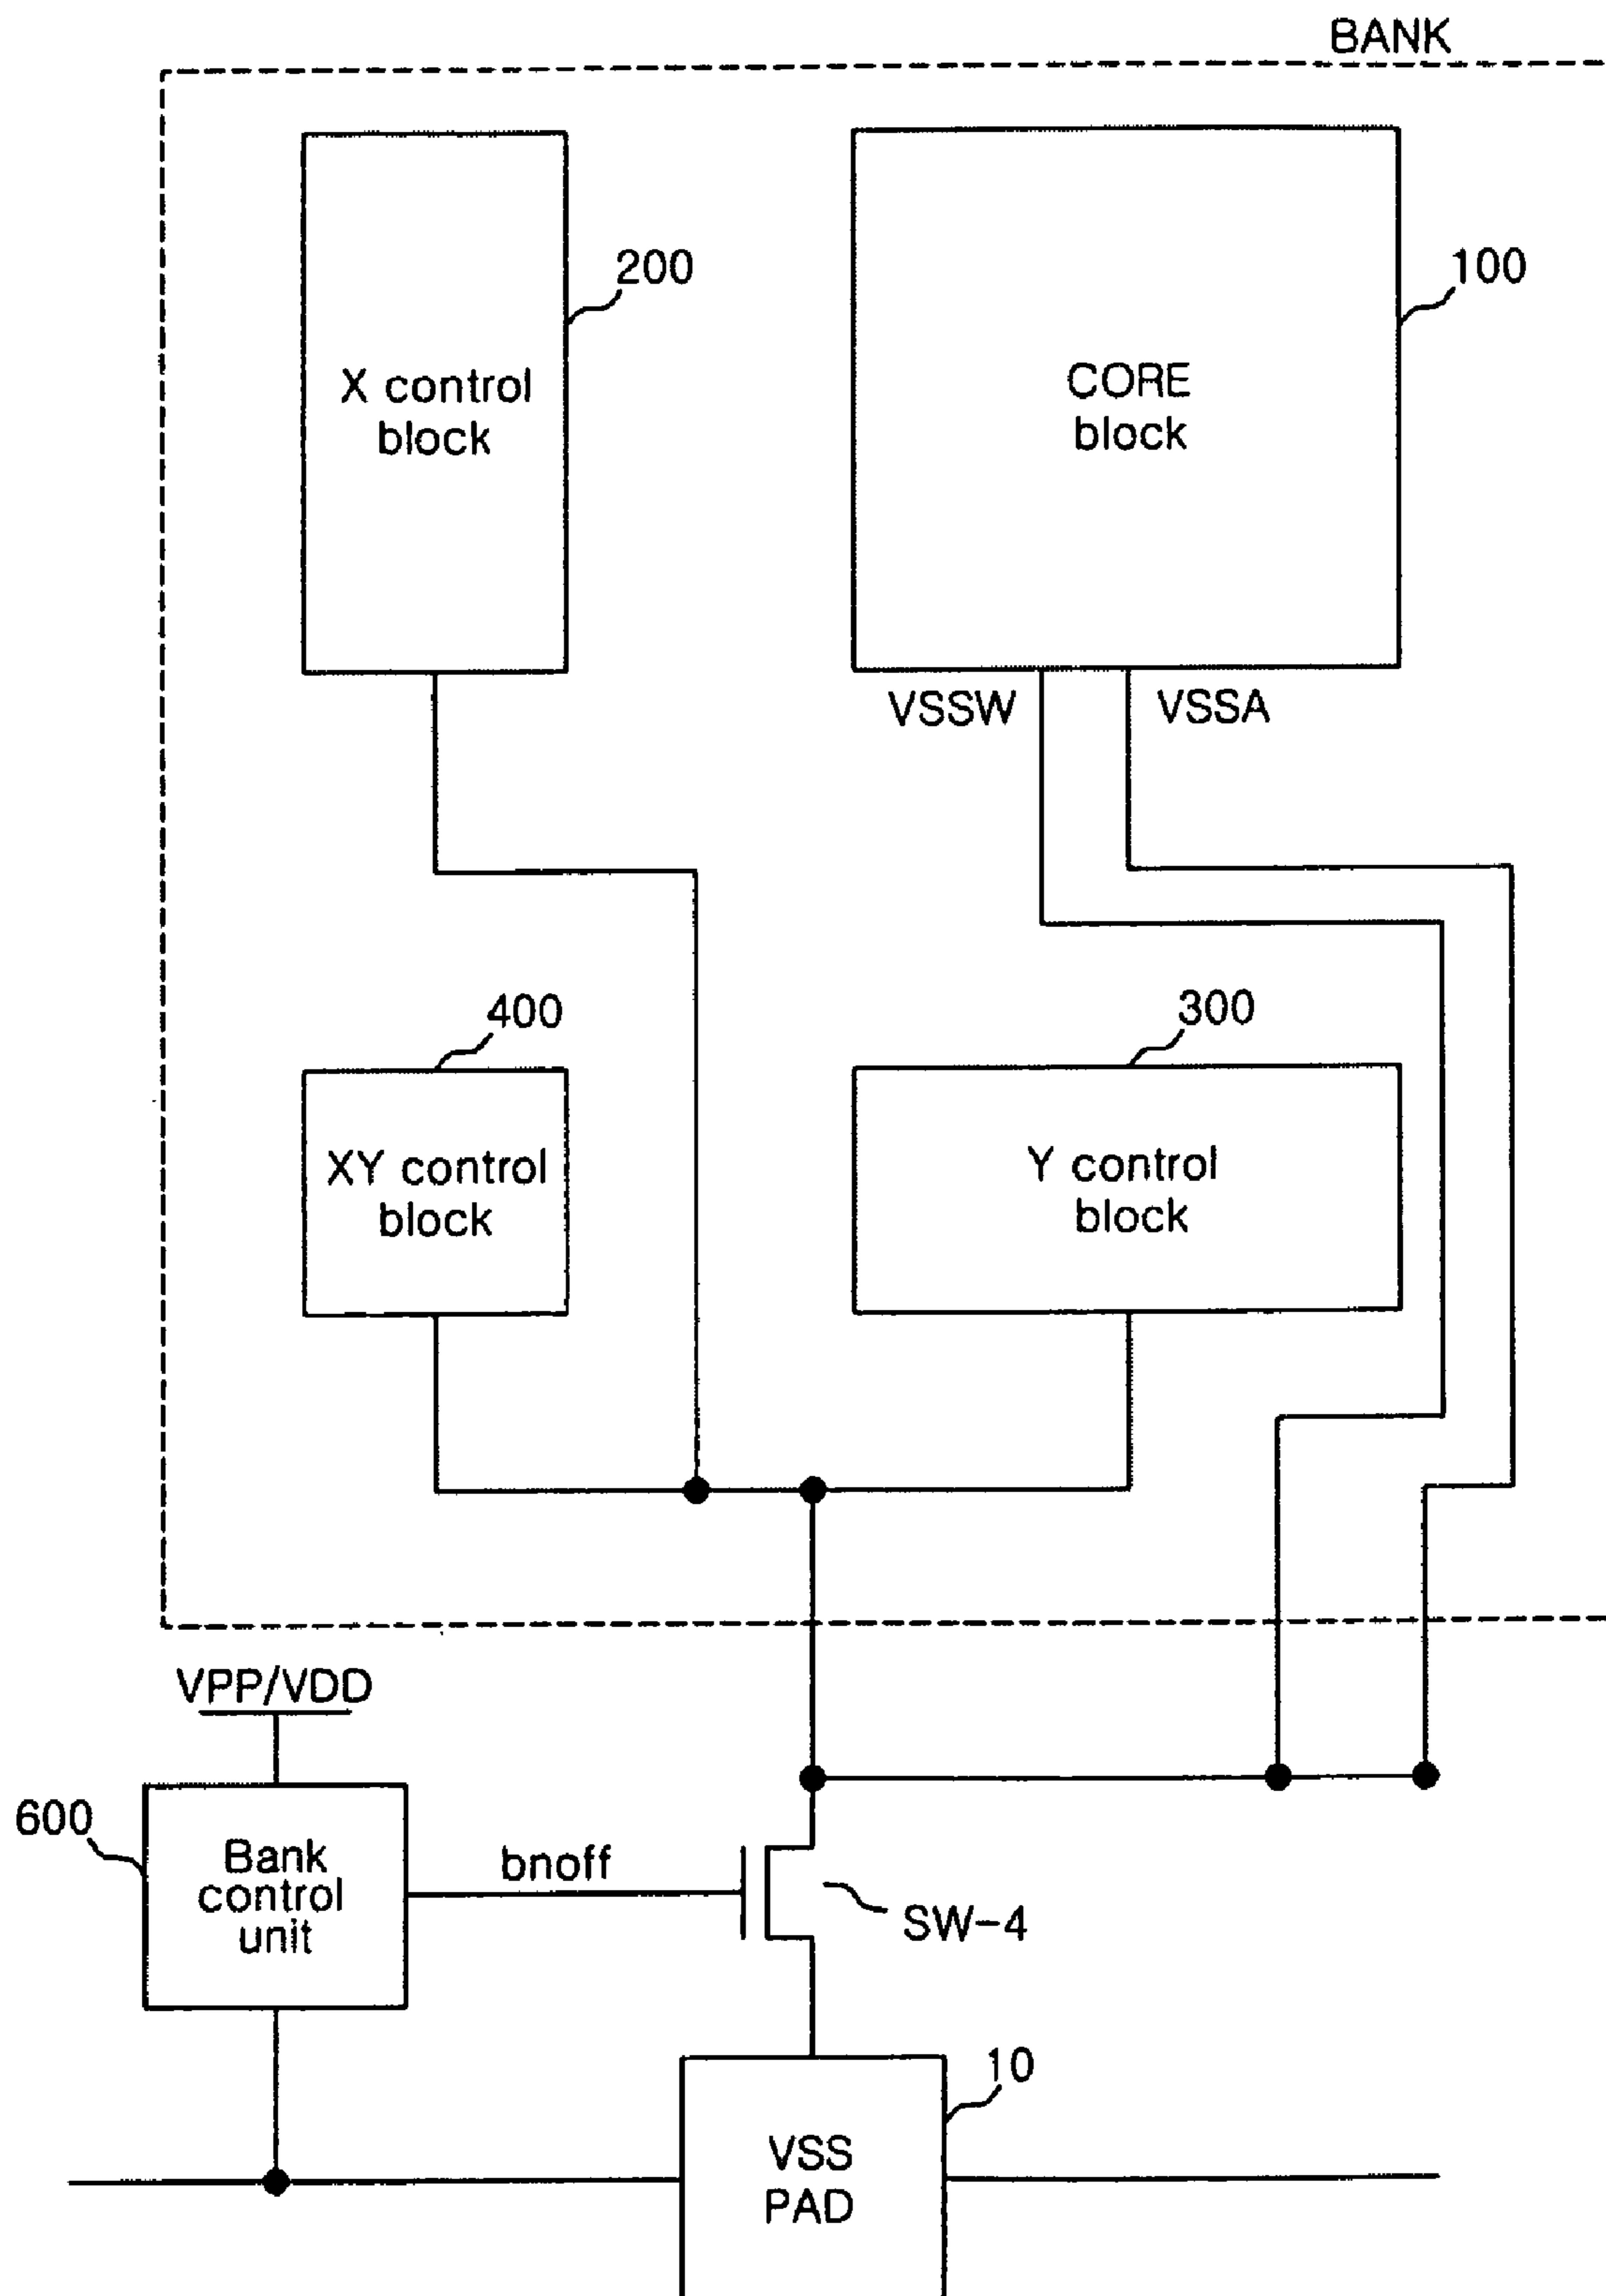 BANK
200
100
X control
block
CORE
block
VSSW
VSSA
400
300
XY control
block
Y control
block
VPP/VDD
600
Bank
control
unit
bnoff
SW-4
10
VSS
PAD